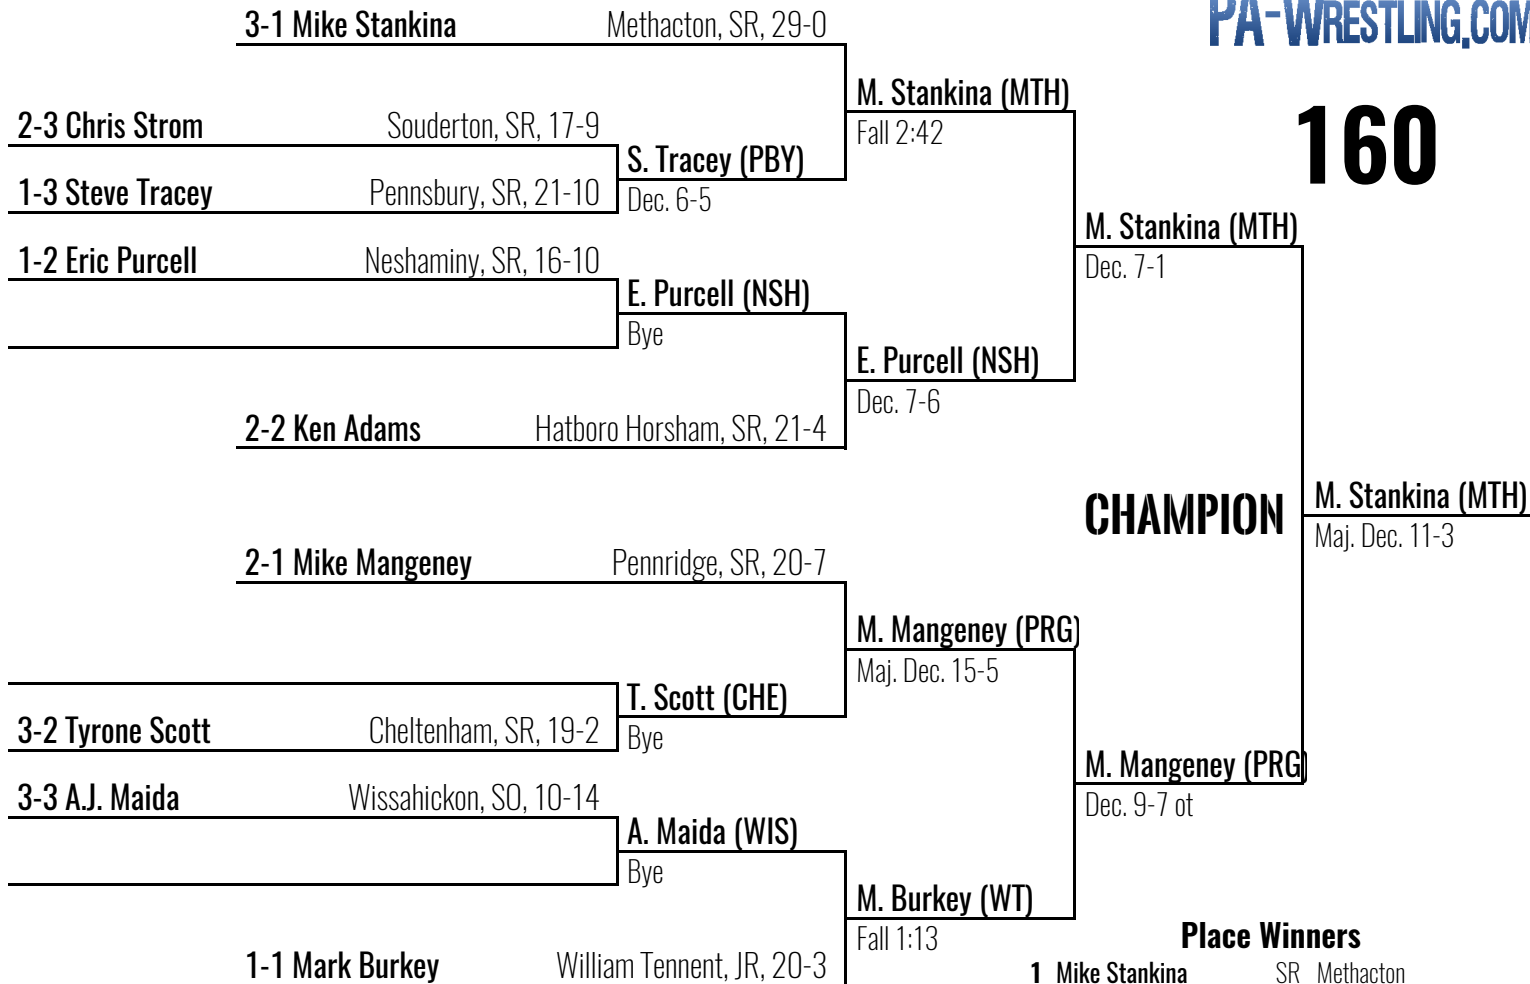 3-1 Mike Stankina Methacton, SR, 29-0
PA-WRESTLING.COM
M. Stankina (MTH)
160
2-3 Chris Strom Souderton, SR, 17-9
Fall 2:42
S. Tracey (PBY)
1-3 Steve Tracey Pennsbury, SR, 21-10
Dec. 6-5
M. Stankina (MTH)
1-2 Eric Purcell Neshaminy, SR, 16-10
Dec. 7-1
E. Purcell (NSH)
Bye
E. Purcell (NSH)
Dec. 7-6
2-2 Ken Adams Hatboro Horsham, SR, 21-4
CHAMPION
M. Stankina (MTH)
Maj. Dec. 11-3
2-1 Mike Mangeney Pennridge, SR, 20-7
M. Mangeney (PRG)
Maj. Dec. 15-5
T. Scott (CHE)
3-2 Tyrone Scott Cheltenham, SR, 19-2
Bye
M. Mangeney (PRG)
3-3 A.J. Maida Wissahickon, SO, 10-14
Dec. 9-7 ot
A. Maida (WIS)
Bye
M. Burkey (WT)
Fall 1:13
Place Winners
1-1 Mark Burkey William Tennent, JR, 20-3
1 Mike Stankina SR Methacton